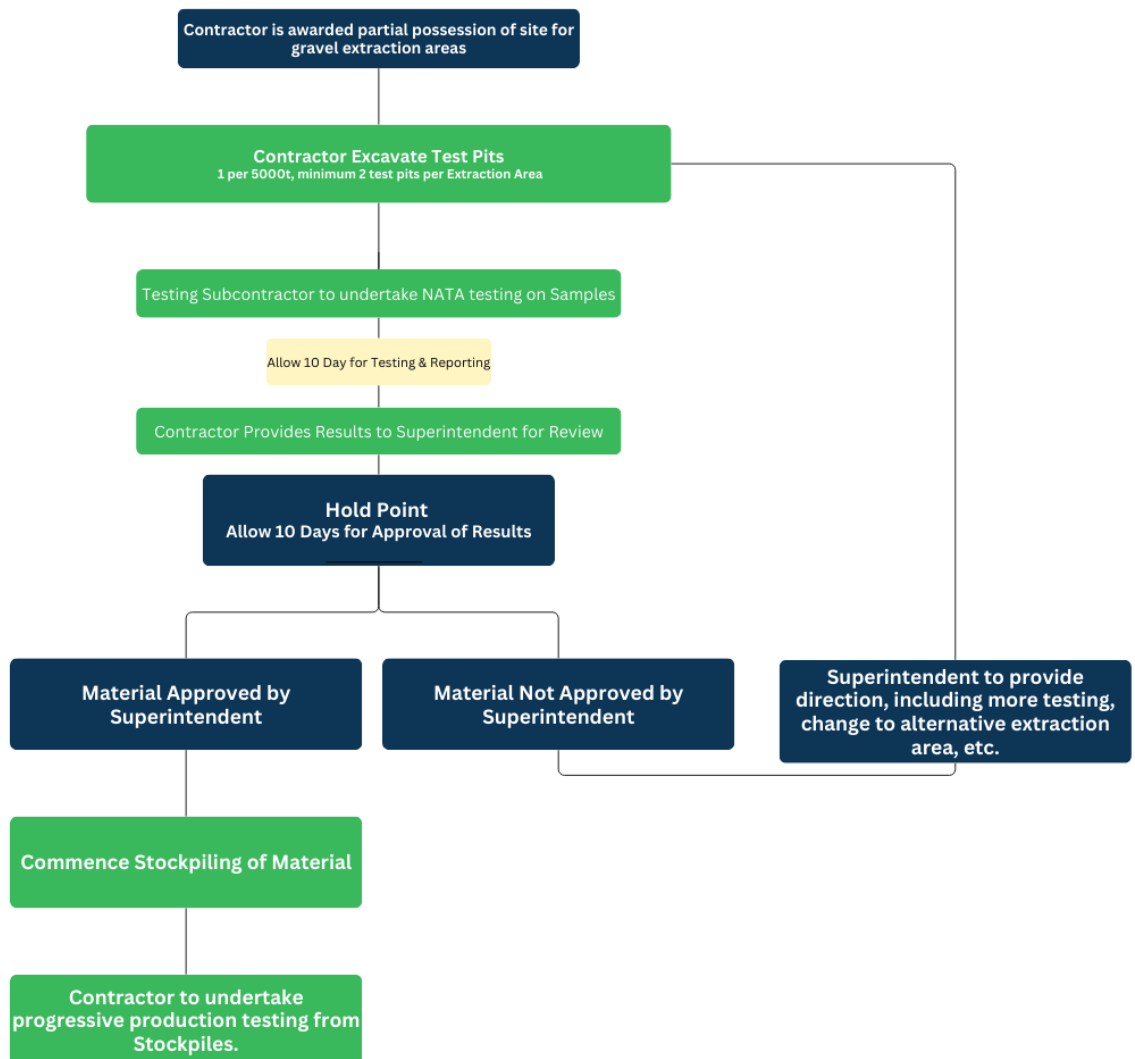 Contractor is awarded partial possession of site for
gravel extraction areas
Contractor Excavate Test Pits
1 per 5000t, minimum 2 test pits per Extraction Area
Testing Subcontractor to undertake NATA testing on Samples
Allow 10 Day for Testing & Reporting
Contractor Provides Results to Superintendent for Review
Hold Point
Allow 10 Days for Approval of Results
Material Approved by
Superintendent
Material Not Approved by
Superintendent
Superintendent to provide
direction, including more testing,
change to alternative extraction
area, etc.
Commence Stockpiling of Material
Contractor to undertake
progressive production testing from
Stockpiles.